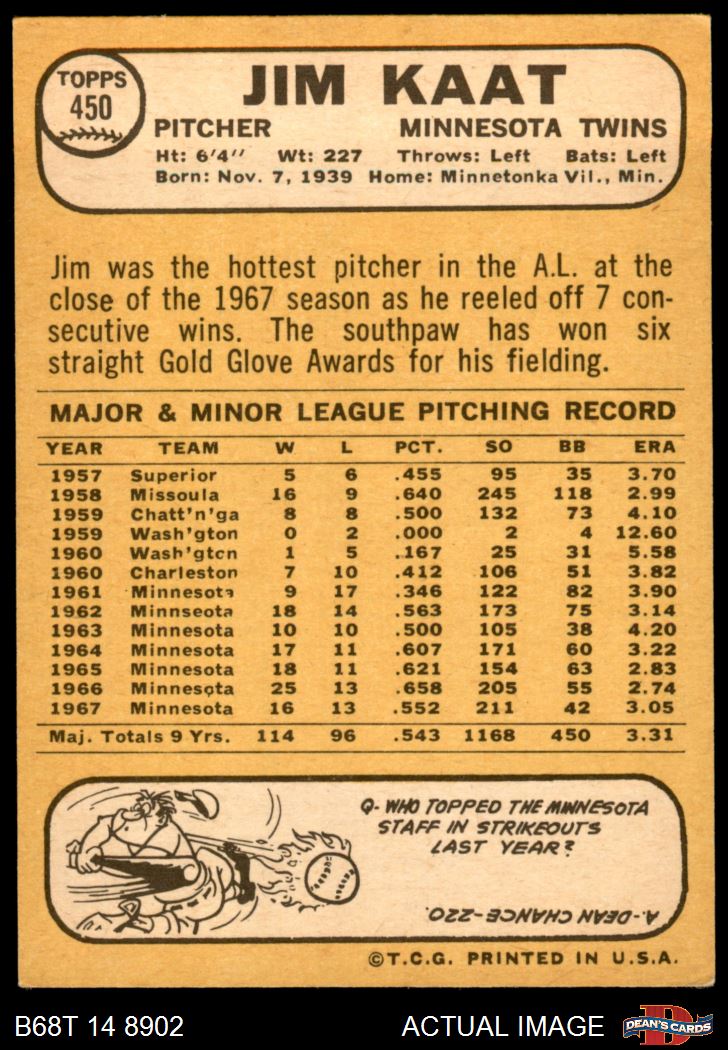 TOPPS
450
JIM KAAT
PITCHER MINNESOTA TWINS
Ht: 6'4" Wt: 227 Throws: Left Bats: Left
Born: Nov. 7, 1939 Home: Minnetonka Vil., Min.
Jim was the hottest pitcher in the A.L. at the
close of the 1967 season as he reeled off 7 con-
secutive wins. The southpaw has won six
straight Gold Glove Awards for his fielding.
MAJOR & MINOR LEAGUE PITCHING RECORD
YEAR TEAM W L PCT. SO BB ERA
1957 Superior 5 6 .455 95 35 3.70
1958 Missoula 16 9 .640 245 118 2.99
1959 Chatt'n'ga 8 8 .500 132 73 4.10
1959 Wash'gton 0 2 .000 2 4 12.60
1960 Wash'gton 1 5 .167 25 31 5.58
1960 Charleston 7 10 .412 106 51 3.82
1961 Minnesota 9 17 .346 122 82 3.90
1962 Minnseota 18 14 .563 173 75 3.14
1963 Minnesota 10 10 .500 105 38 4.20
1964 Minnesota 17 11 .607 171 60 3.22
1965 Minnesota 18 11 .621 154 63 2.83
1966 Minnesota 25 13 .658 205 55 2.74
1967 Minnesota 16 13 .552 211 42 3.05
Maj. Totals 9 Yrs. 114 96 .543 1168 450 3.31
Q- WHO TOPPED THE MINNESOTA
STAFF IN STRIKEOUTS
LAST YEAR?
A- DEAN CHANCE-220.
©T.C.G. PRINTED IN U.S.A.
B68T 14 8902 ACTUAL IMAGE
D
DEAN'S CARDS